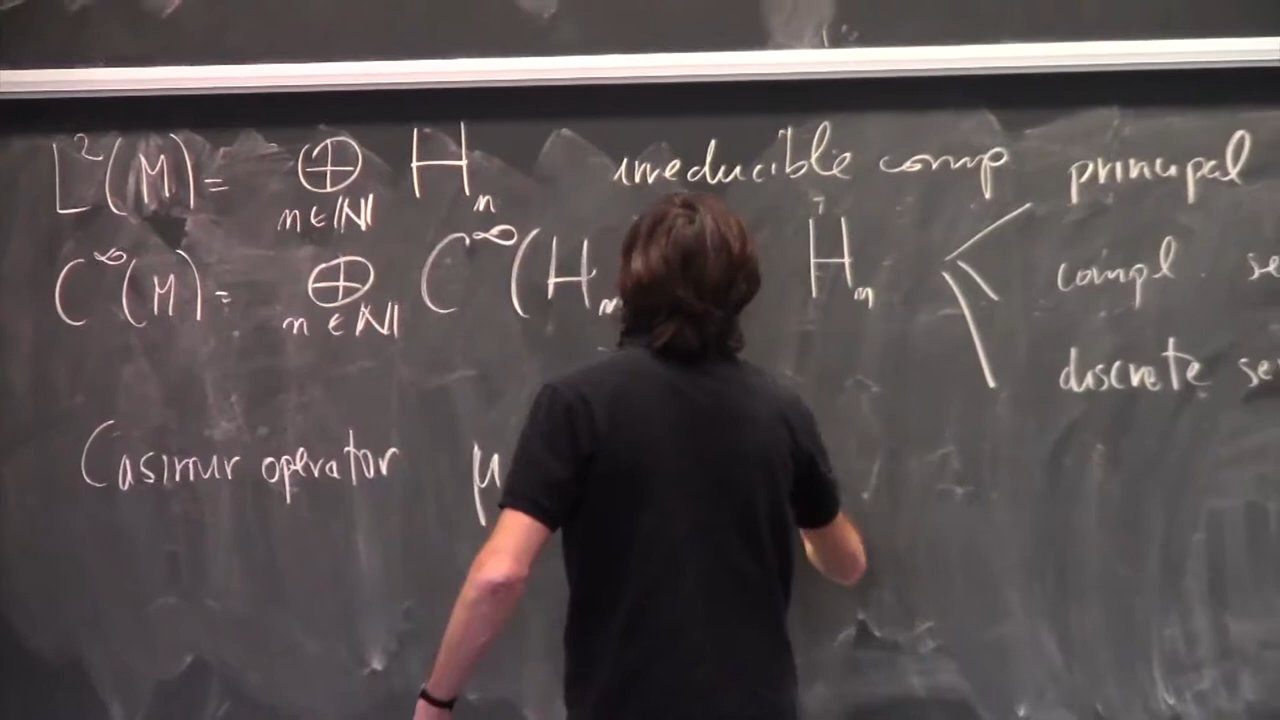 L²(M) = ⊕ n∈ℕ H_n irreducible comp principal
C^∞(M) = ⊕ n∈ℕ C^∞(H_n H_n compl. se
discrete se
Casimir operator μ